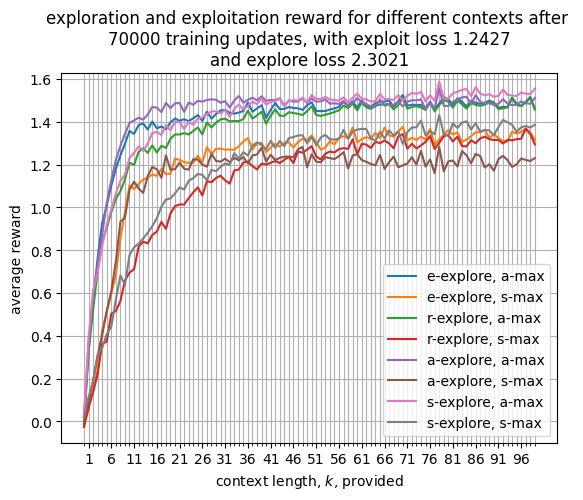 exploration and exploitation reward for different contexts after
70000 training updates, with exploit loss 1.2427
and explore loss 2.3021
1.6
1.4
1.2
1.0
0.8
0.6
0.4
0.2
0.0
average reward
e-explore, a-max
e-explore, s-max
r-explore, a-max
r-explore, s-max
a-explore, a-max
a-explore, s-max
s-explore, a-max
s-explore, s-max
1 6 11 16 21 26 31 36 41 46 51 56 61 66 71 76 81 86 91 96
context length, k, provided